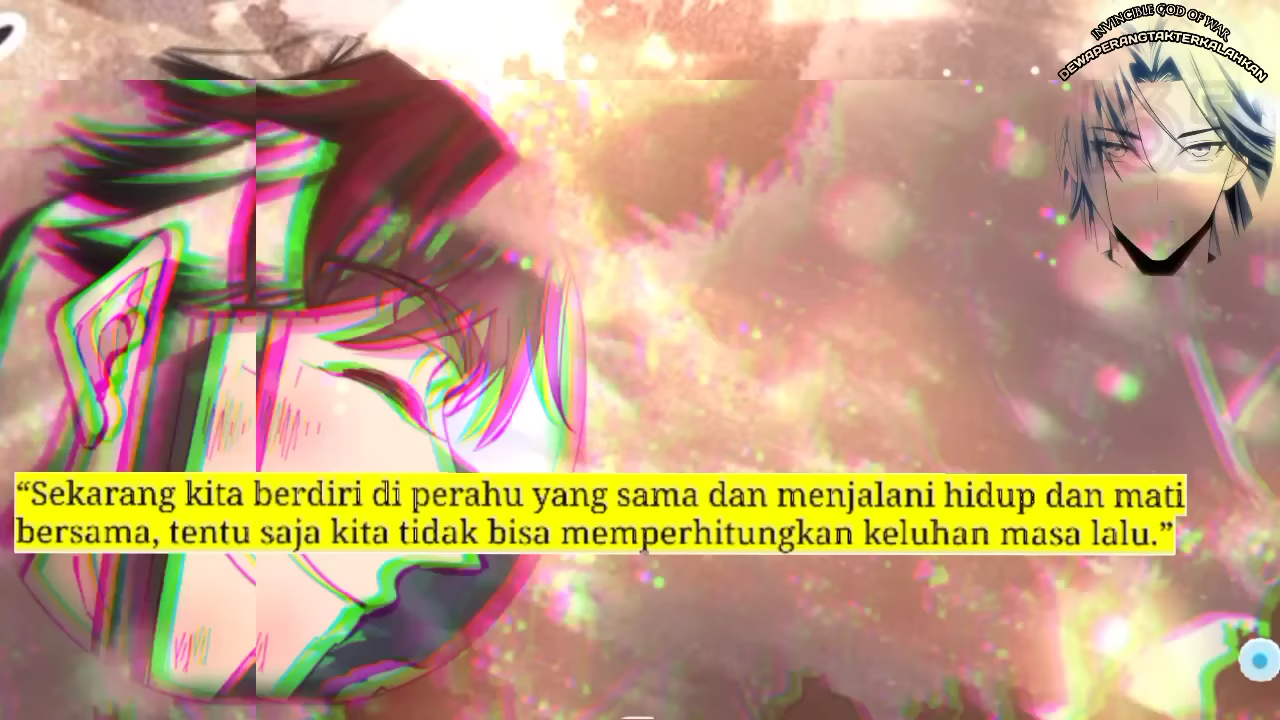 INVINCIBLE GOD OF WAR
DEWAPERANGTAKTERKALAHKAN
“Sekarang kita berdiri di perahu yang sama dan menjalani hidup dan mati
bersama, tentu saja kita tidak bisa memperhitungkan keluhan masa lalu.”